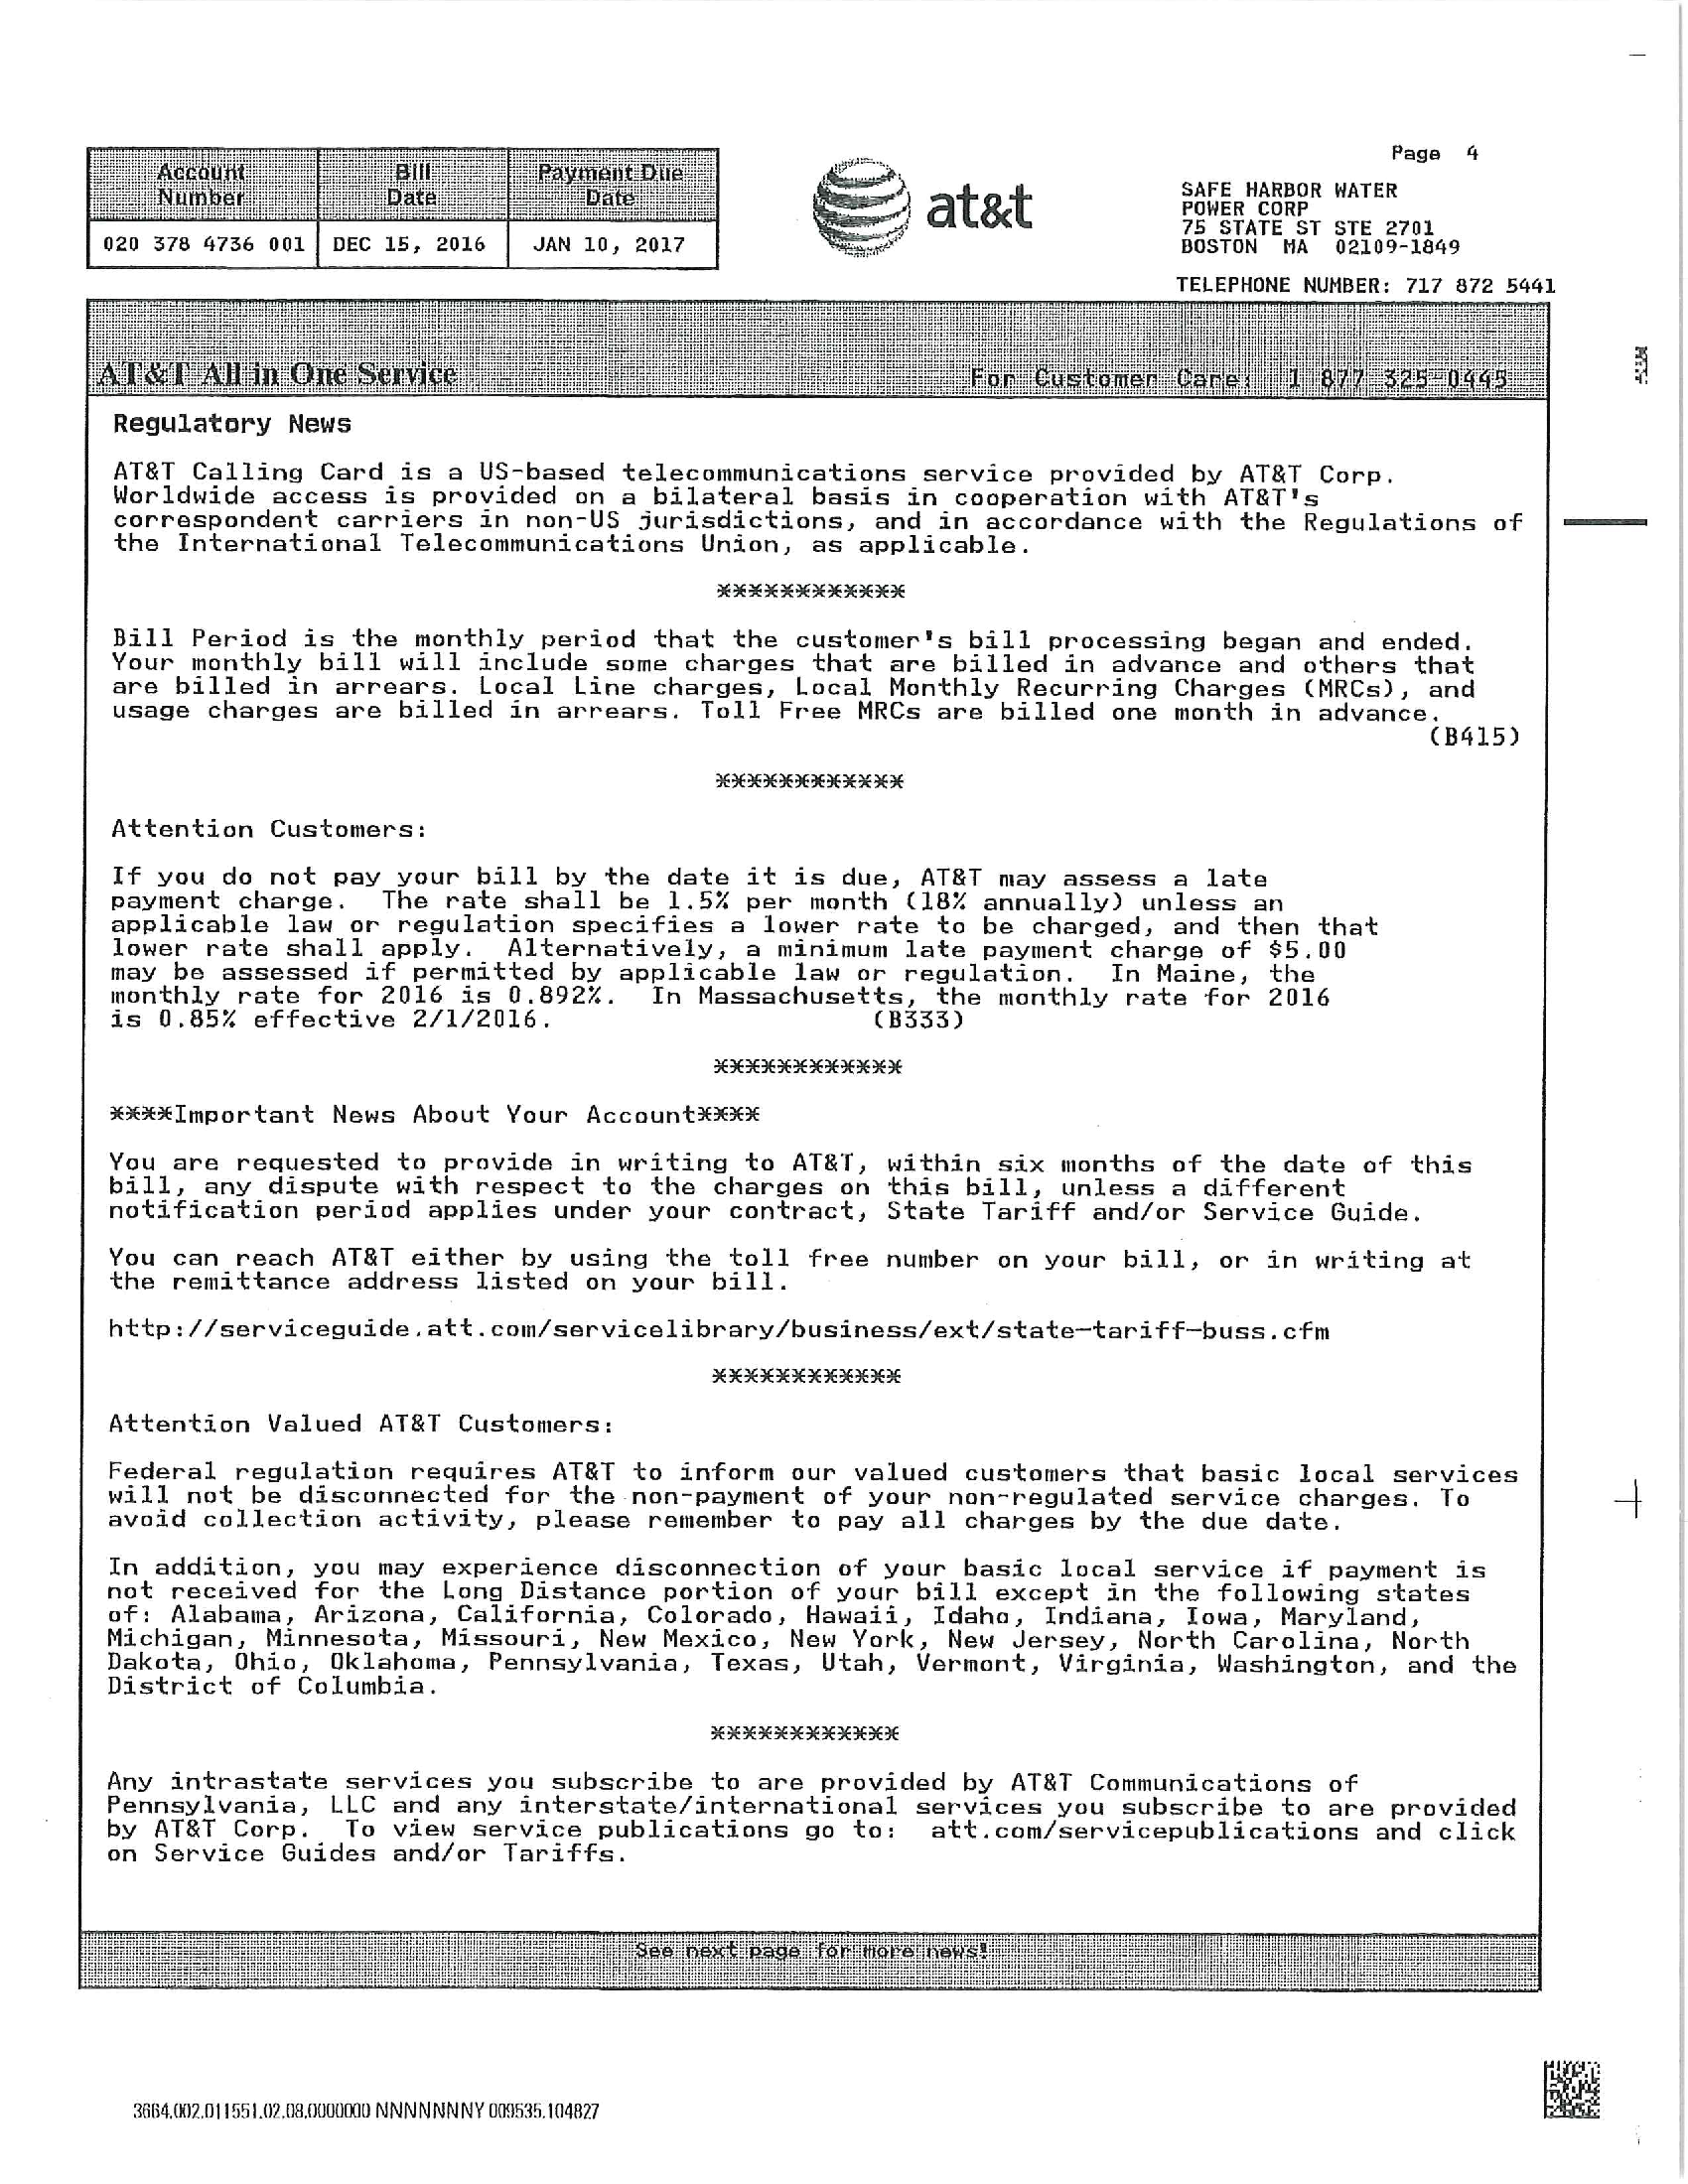 Page 4
Account Number
Bill Date
Payment Due Date
020 378 4736 001
DEC 15, 2016
JAN 10, 2017
at&t
SAFE HARBOR WATER
POWER CORP
75 STATE ST STE 2701
BOSTON MA 02109-1849
TELEPHONE NUMBER: 717 872 5441
AT&T All in One Service
For Customer Care: 1 877 325-0445
Regulatory News
AT&T Calling Card is a US-based telecommunications service provided by AT&T Corp.
Worldwide access is provided on a bilateral basis in cooperation with AT&T's
correspondent carriers in non-US jurisdictions, and in accordance with the Regulations of
the International Telecommunications Union, as applicable.
************
Bill Period is the monthly period that the customer's bill processing began and ended.
Your monthly bill will include some charges that are billed in advance and others that
are billed in arrears. Local Line charges, Local Monthly Recurring Charges (MRCs), and
usage charges are billed in arrears. Toll Free MRCs are billed one month in advance.
(B415)
************
Attention Customers:
If you do not pay your bill by the date it is due, AT&T may assess a late
payment charge. The rate shall be 1.5% per month (18% annually) unless an
applicable law or regulation specifies a lower rate to be charged, and then that
lower rate shall apply. Alternatively, a minimum late payment charge of $5.00
may be assessed if permitted by applicable law or regulation. In Maine, the
monthly rate for 2016 is 0.892%. In Massachusetts, the monthly rate for 2016
is 0.85% effective 2/1/2016. (B333)
************
****Important News About Your Account****
You are requested to provide in writing to AT&T, within six months of the date of this
bill, any dispute with respect to the charges on this bill, unless a different
notification period applies under your contract, State Tariff and/or Service Guide.
You can reach AT&T either by using the toll free number on your bill, or in writing at
the remittance address listed on your bill.
http://serviceguide.att.com/servicelibrary/business/ext/state-tariff-buss.cfm
************
Attention Valued AT&T Customers:
Federal regulation requires AT&T to inform our valued customers that basic local services
will not be disconnected for the non-payment of your non-regulated service charges. To
avoid collection activity, please remember to pay all charges by the due date.
In addition, you may experience disconnection of your basic local service if payment is
not received for the Long Distance portion of your bill except in the following states
of: Alabama, Arizona, California, Colorado, Hawaii, Idaho, Indiana, Iowa, Maryland,
Michigan, Minnesota, Missouri, New Mexico, New York, New Jersey, North Carolina, North
Dakota, Ohio, Oklahoma, Pennsylvania, Texas, Utah, Vermont, Virginia, Washington, and the
District of Columbia.
************
Any intrastate services you subscribe to are provided by AT&T Communications of
Pennsylvania, LLC and any interstate/international services you subscribe to are provided
by AT&T Corp. To view service publications go to: att.com/servicepublications and click
on Service Guides and/or Tariffs.
See next page for more news!
3664.002.011551.02.08.0000000 NNNNNNNY 009535.104827